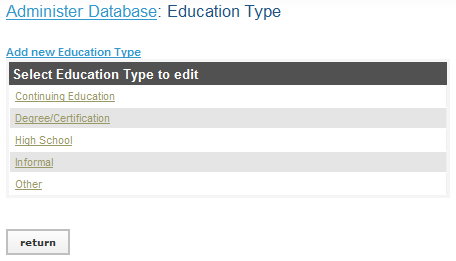 Administer Database: Education Type
Add new Education Type
Select Education Type to edit
Continuing Education
Degree/Certification
High School
Informal
Other
return